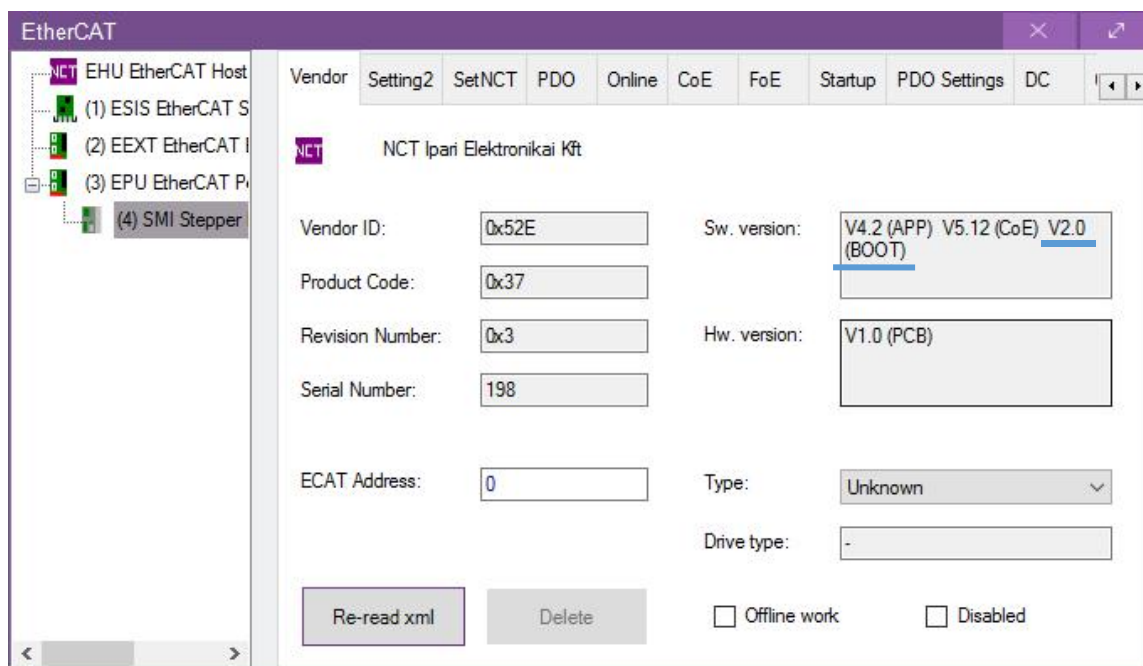 EtherCAT
NCT EHU EtherCAT Host
(1) ESIS EtherCAT S
(2) EEXT EtherCAT
(3) EPU EtherCAT P
(4) SMI Stepper
Vendor Setting2 SetNCT PDO Online CoE FoE Startup PDO Settings DC
NCT NCT Ipari Elektronikai Kft
Vendor ID: 0x52E
Product Code: 0x37
Revision Number: 0x3
Serial Number: 198
ECAT Address: 0
Sw. version: V4.2 (APP) V5.12 (CoE) V2.0
(BOOT)
Hw. version: V1.0 (PCB)
Type: Unknown
Drive type: -
Re-read xml Delete Offline work Disabled